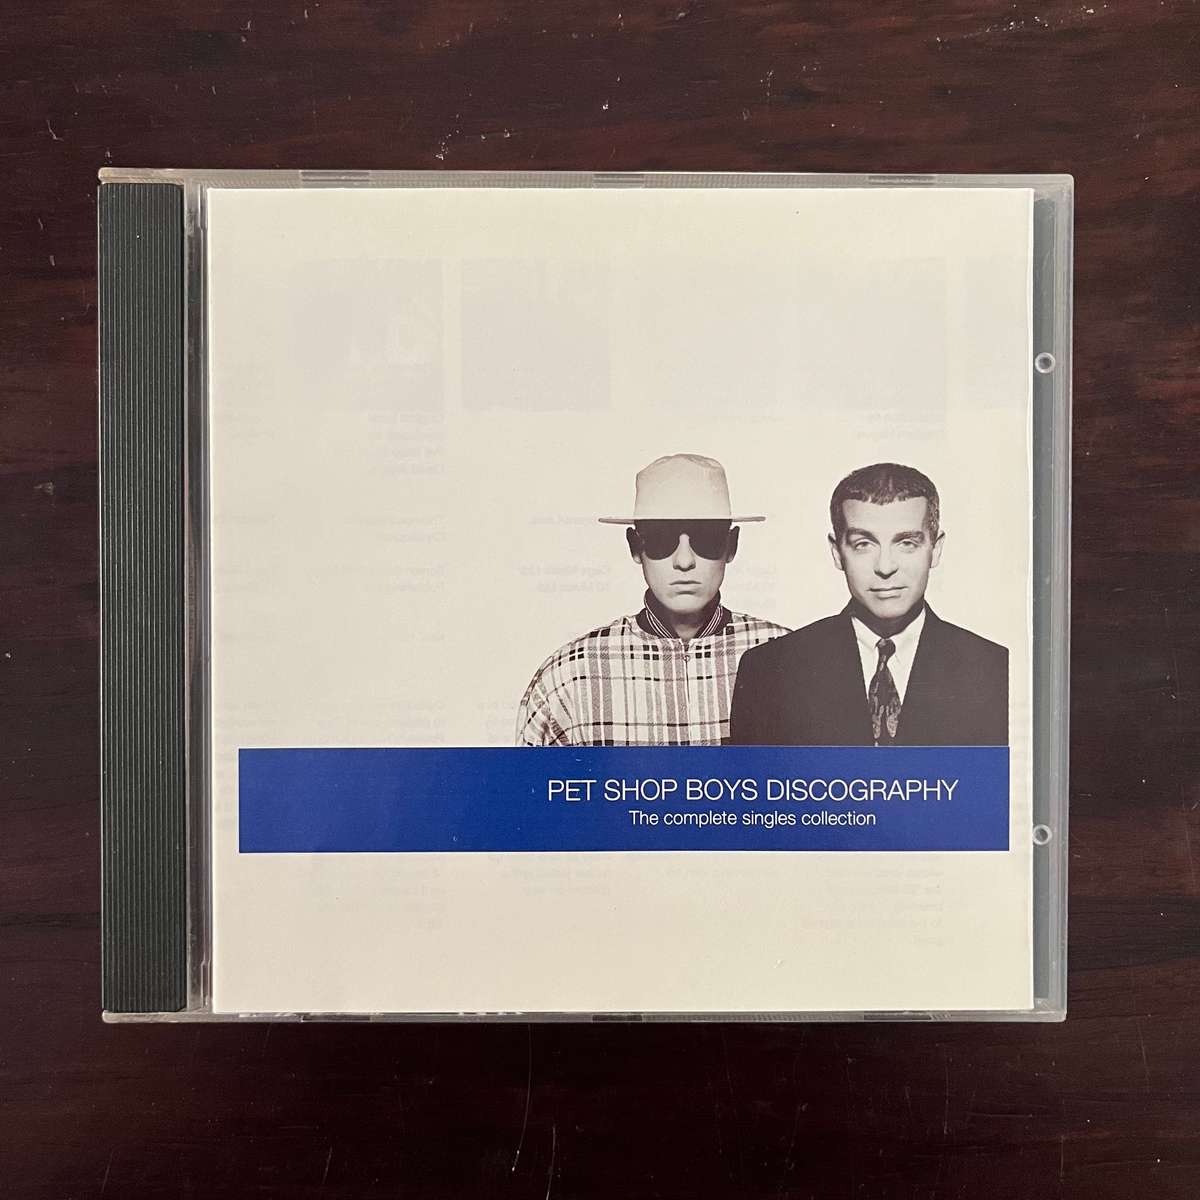 PET SHOP BOYS DISCOGRAPHY
The complete singles collection